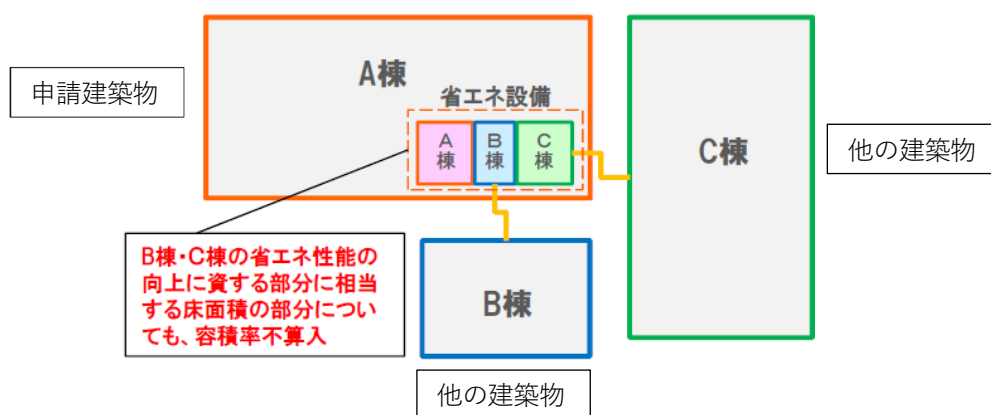 申請建築物
A棟
省エネ設備
A棟
B棟
C棟
C棟
他の建築物
B棟・C棟の省エネ性能の
向上に資する部分に相当
する床面積の部分につい
ても、容積率不算入
B棟
他の建築物